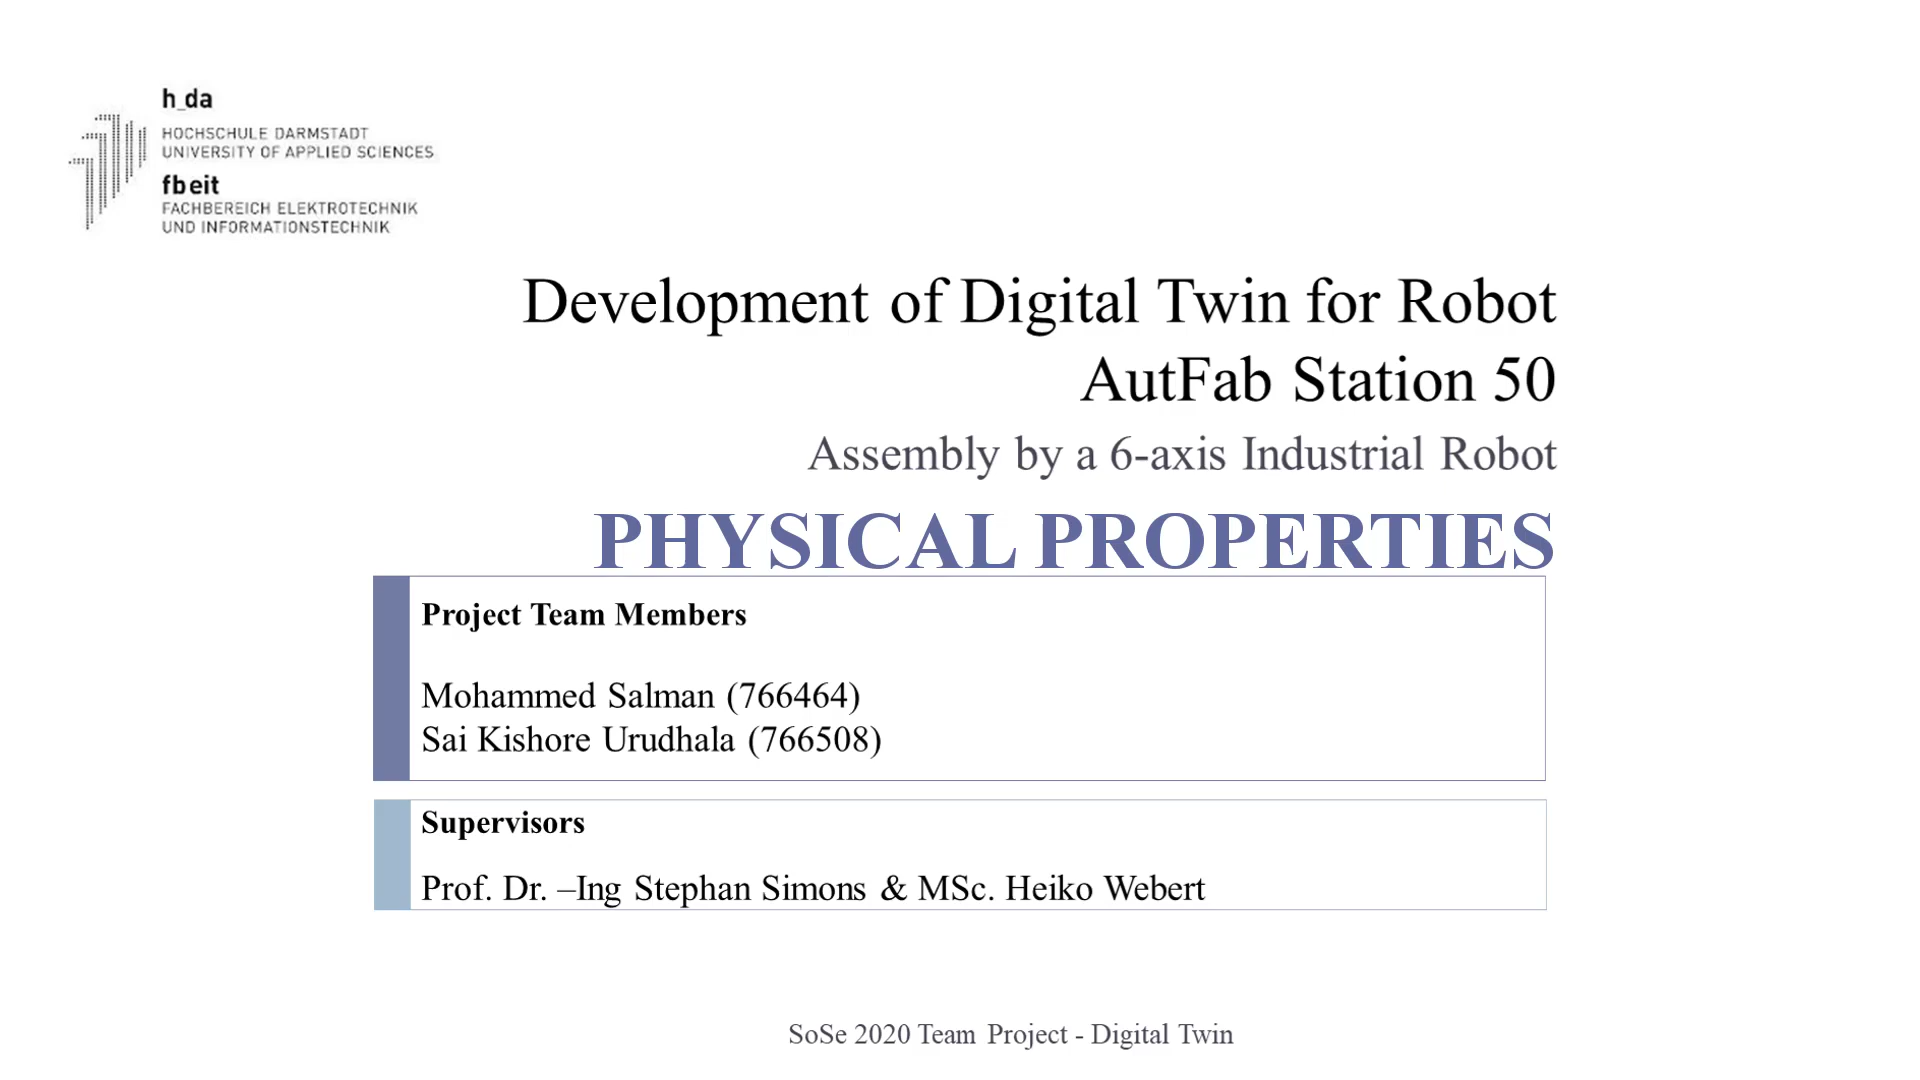 h_da
HOCHSCHULE DARMSTADT
UNIVERSITY OF APPLIED SCIENCES
fbeit
FACHBEREICH ELEKTROTECHNIK
UND INFORMATIONSTECHNIK
Development of Digital Twin for Robot
AutFab Station 50
Assembly by a 6-axis Industrial Robot
PHYSICAL PROPERTIES
Project Team Members
Mohammed Salman (766464)
Sai Kishore Urudhala (766508)
Supervisors
Prof. Dr. –Ing Stephan Simons & MSc. Heiko Webert
SoSe 2020 Team Project - Digital Twin